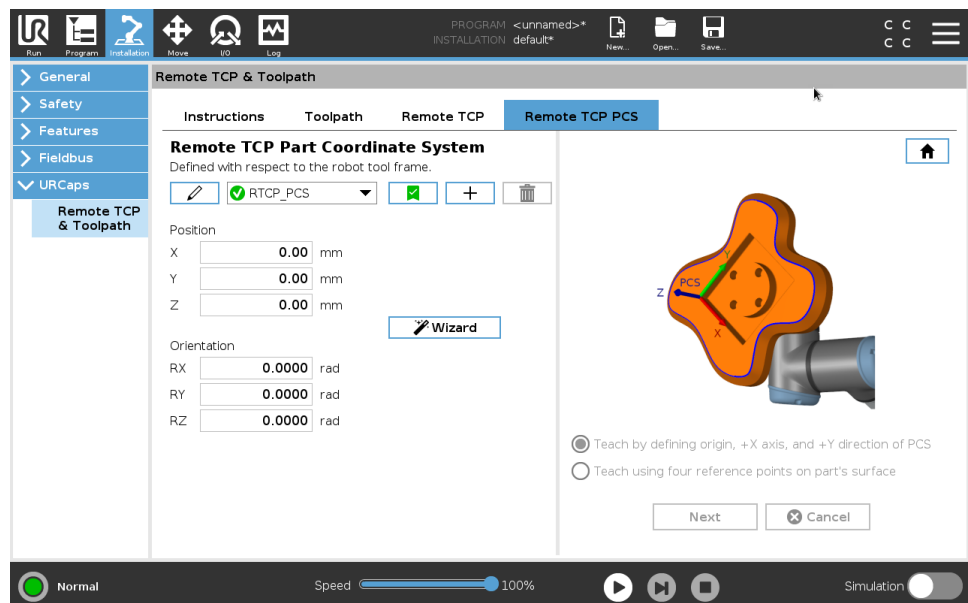 PROGRAM <unnamed>*
INSTALLATION default*
UR
Run Program Installation Move I/O Log New... Open... Save...
C C
C C
General
Safety
Features
Fieldbus
URCaps
Remote TCP
& Toolpath
Remote TCP & Toolpath
Instructions Toolpath Remote TCP Remote TCP PCS
Remote TCP Part Coordinate System
Defined with respect to the robot tool frame.
RTCP_PCS
Position
X 0.00 mm
Y 0.00 mm
Z 0.00 mm
Wizard
Orientation
RX 0.0000 rad
RY 0.0000 rad
RZ 0.0000 rad
Y
PCS
Z
X
Teach by defining origin, +X axis, and +Y direction of PCS
Teach using four reference points on part's surface
Next Cancel
Normal Speed 100% Simulation